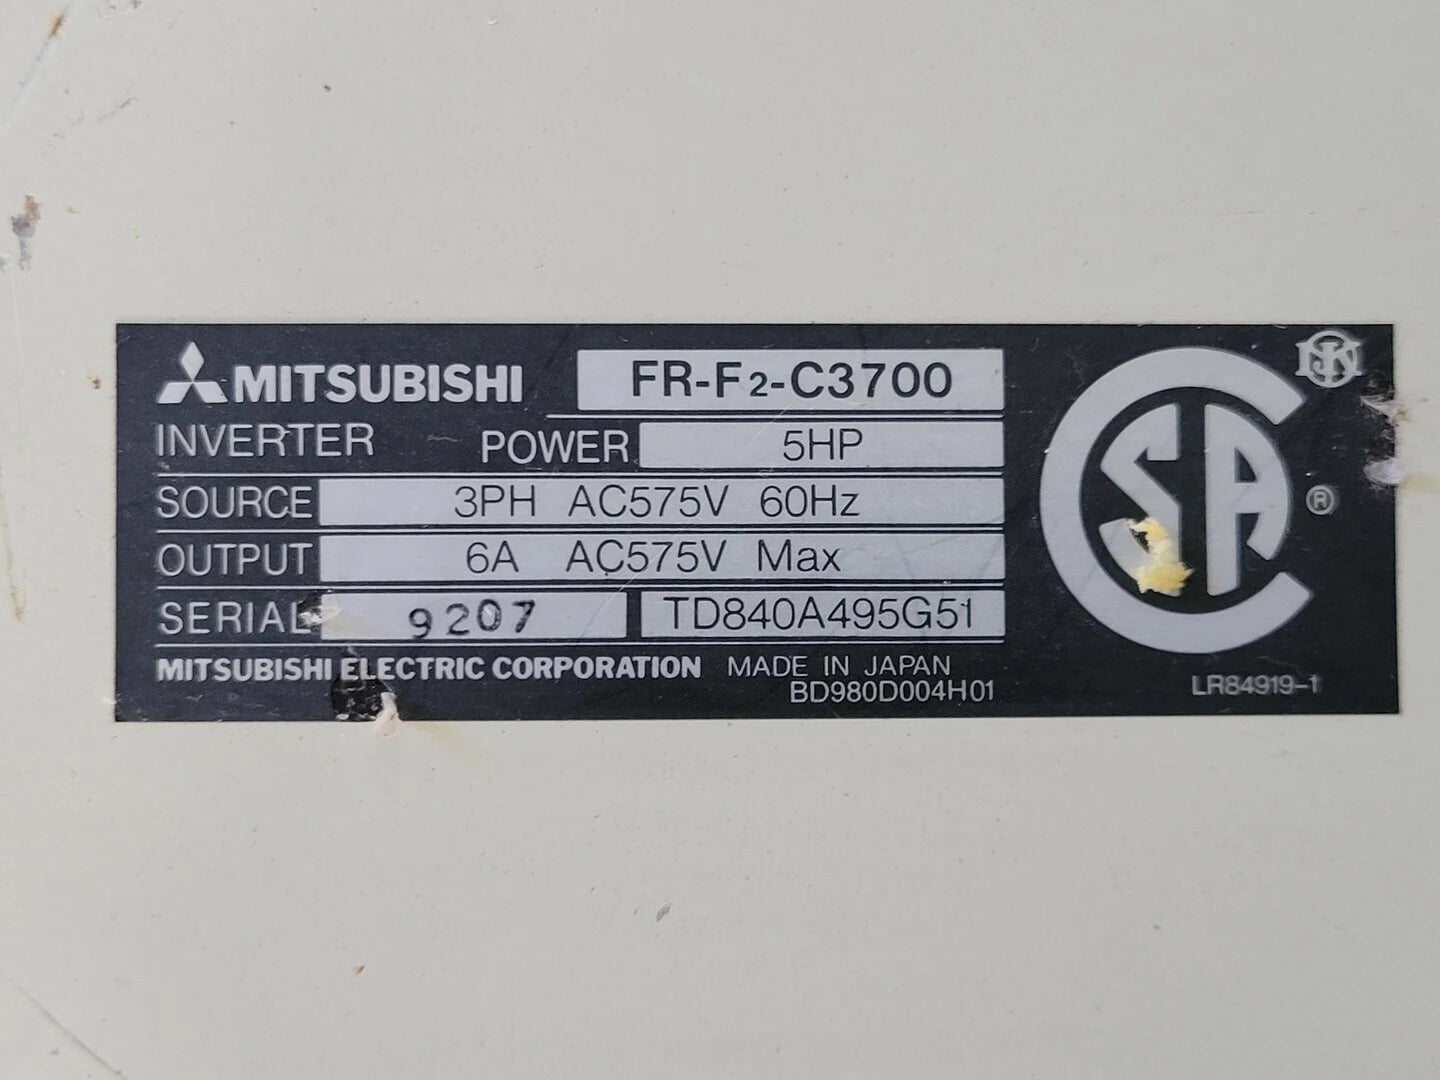 MITSUBISHI FR-F2-C3700
INVERTER POWER 5HP
SOURCE 3PH AC575V 60Hz
OUTPUT 6A AC575V Max
SERIAL 9207 TD840A495G51
MITSUBISHI ELECTRIC CORPORATION MADE IN JAPAN
BD980D004H01
CSA ®
LR84919-1